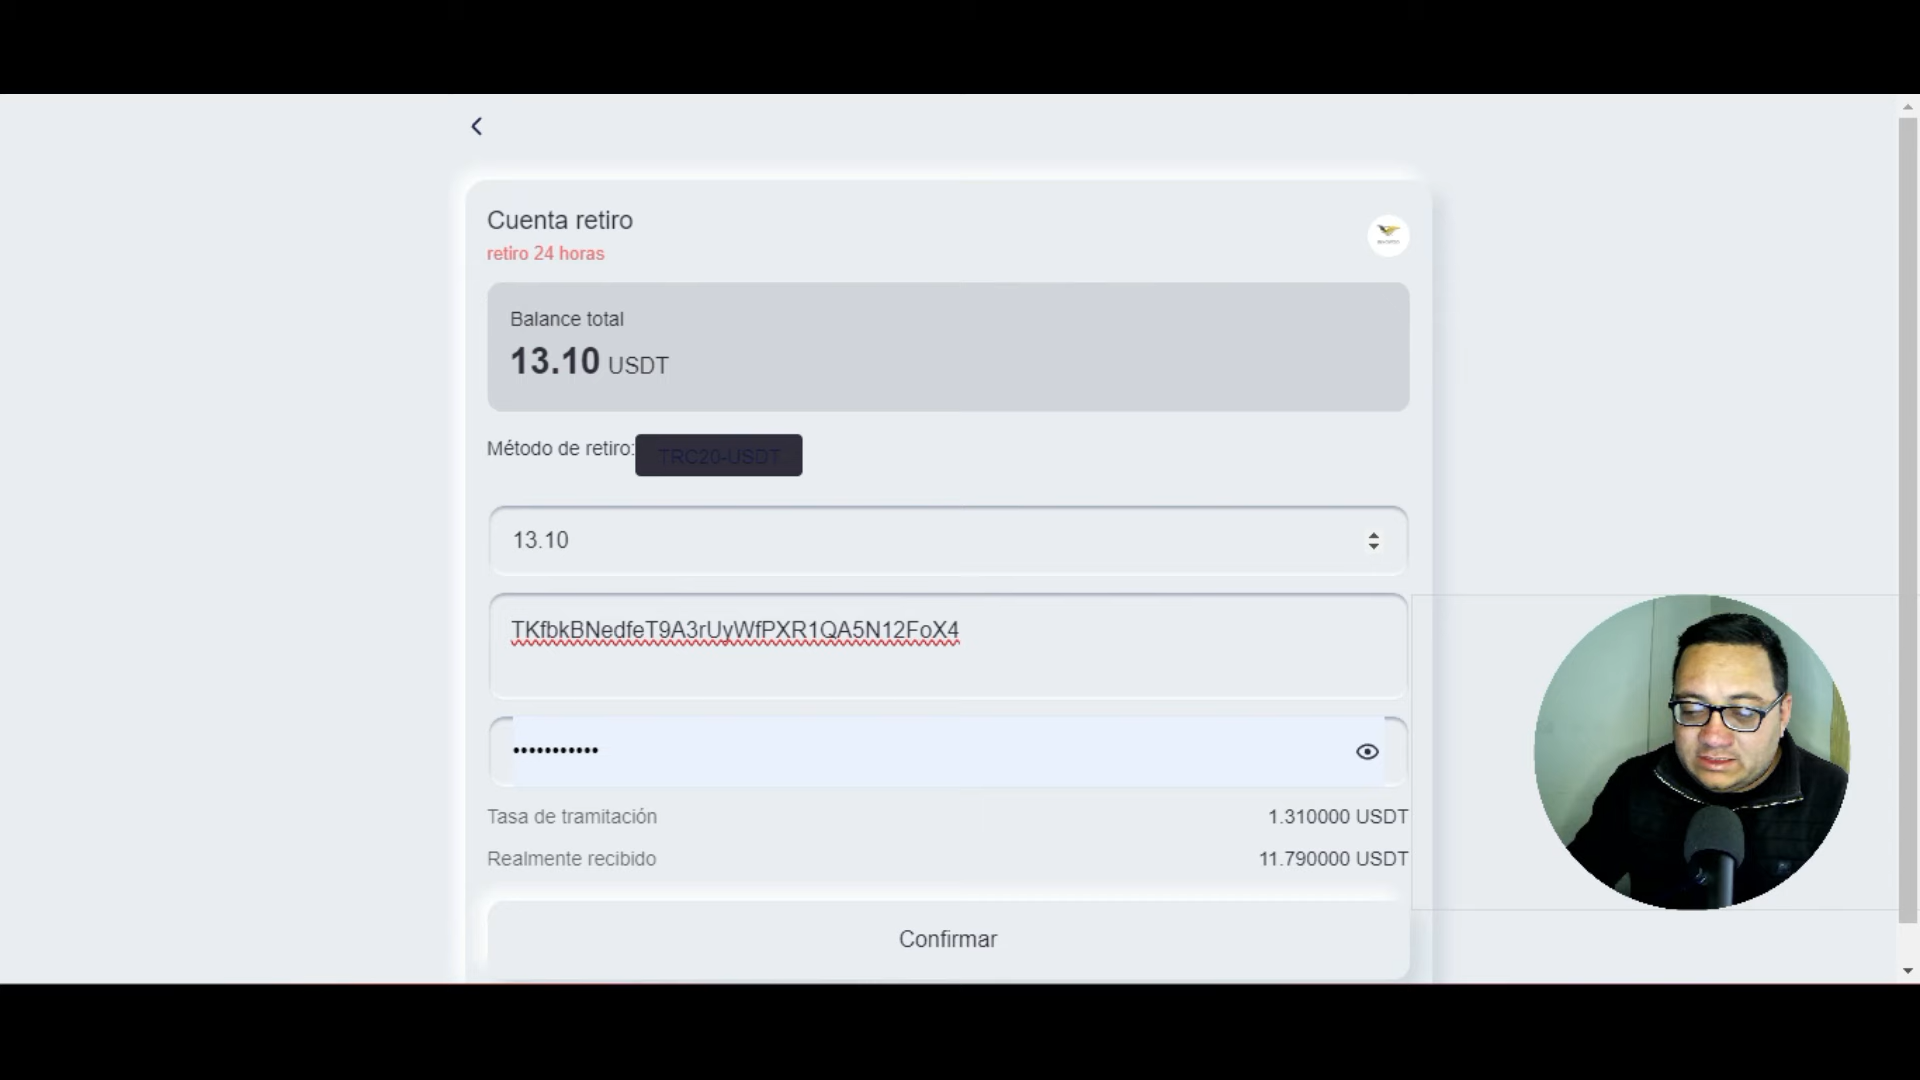 Cuenta retiro
retiro 24 horas
Balance total
13.10 USDT
Método de retiro: TRC20-USDT
13.10
TKfbkBNedfeT9A3rUyWfPXR1QA5N12FoX4
•••••••••••
Tasa de tramitación 1.310000 USDT
Realmente recibido 11.790000 USDT
Confirmar